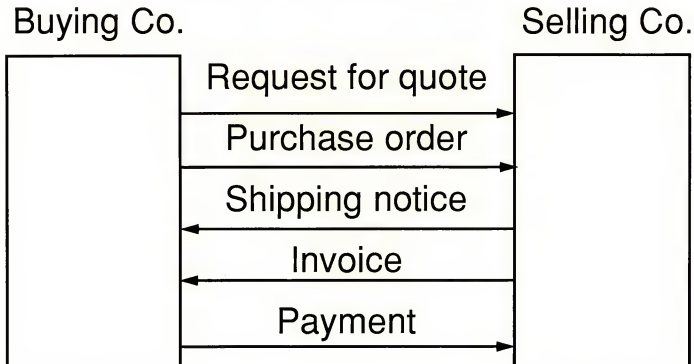 Buying Co.
Selling Co.
Request for quote
Purchase order
Shipping notice
Invoice
Payment